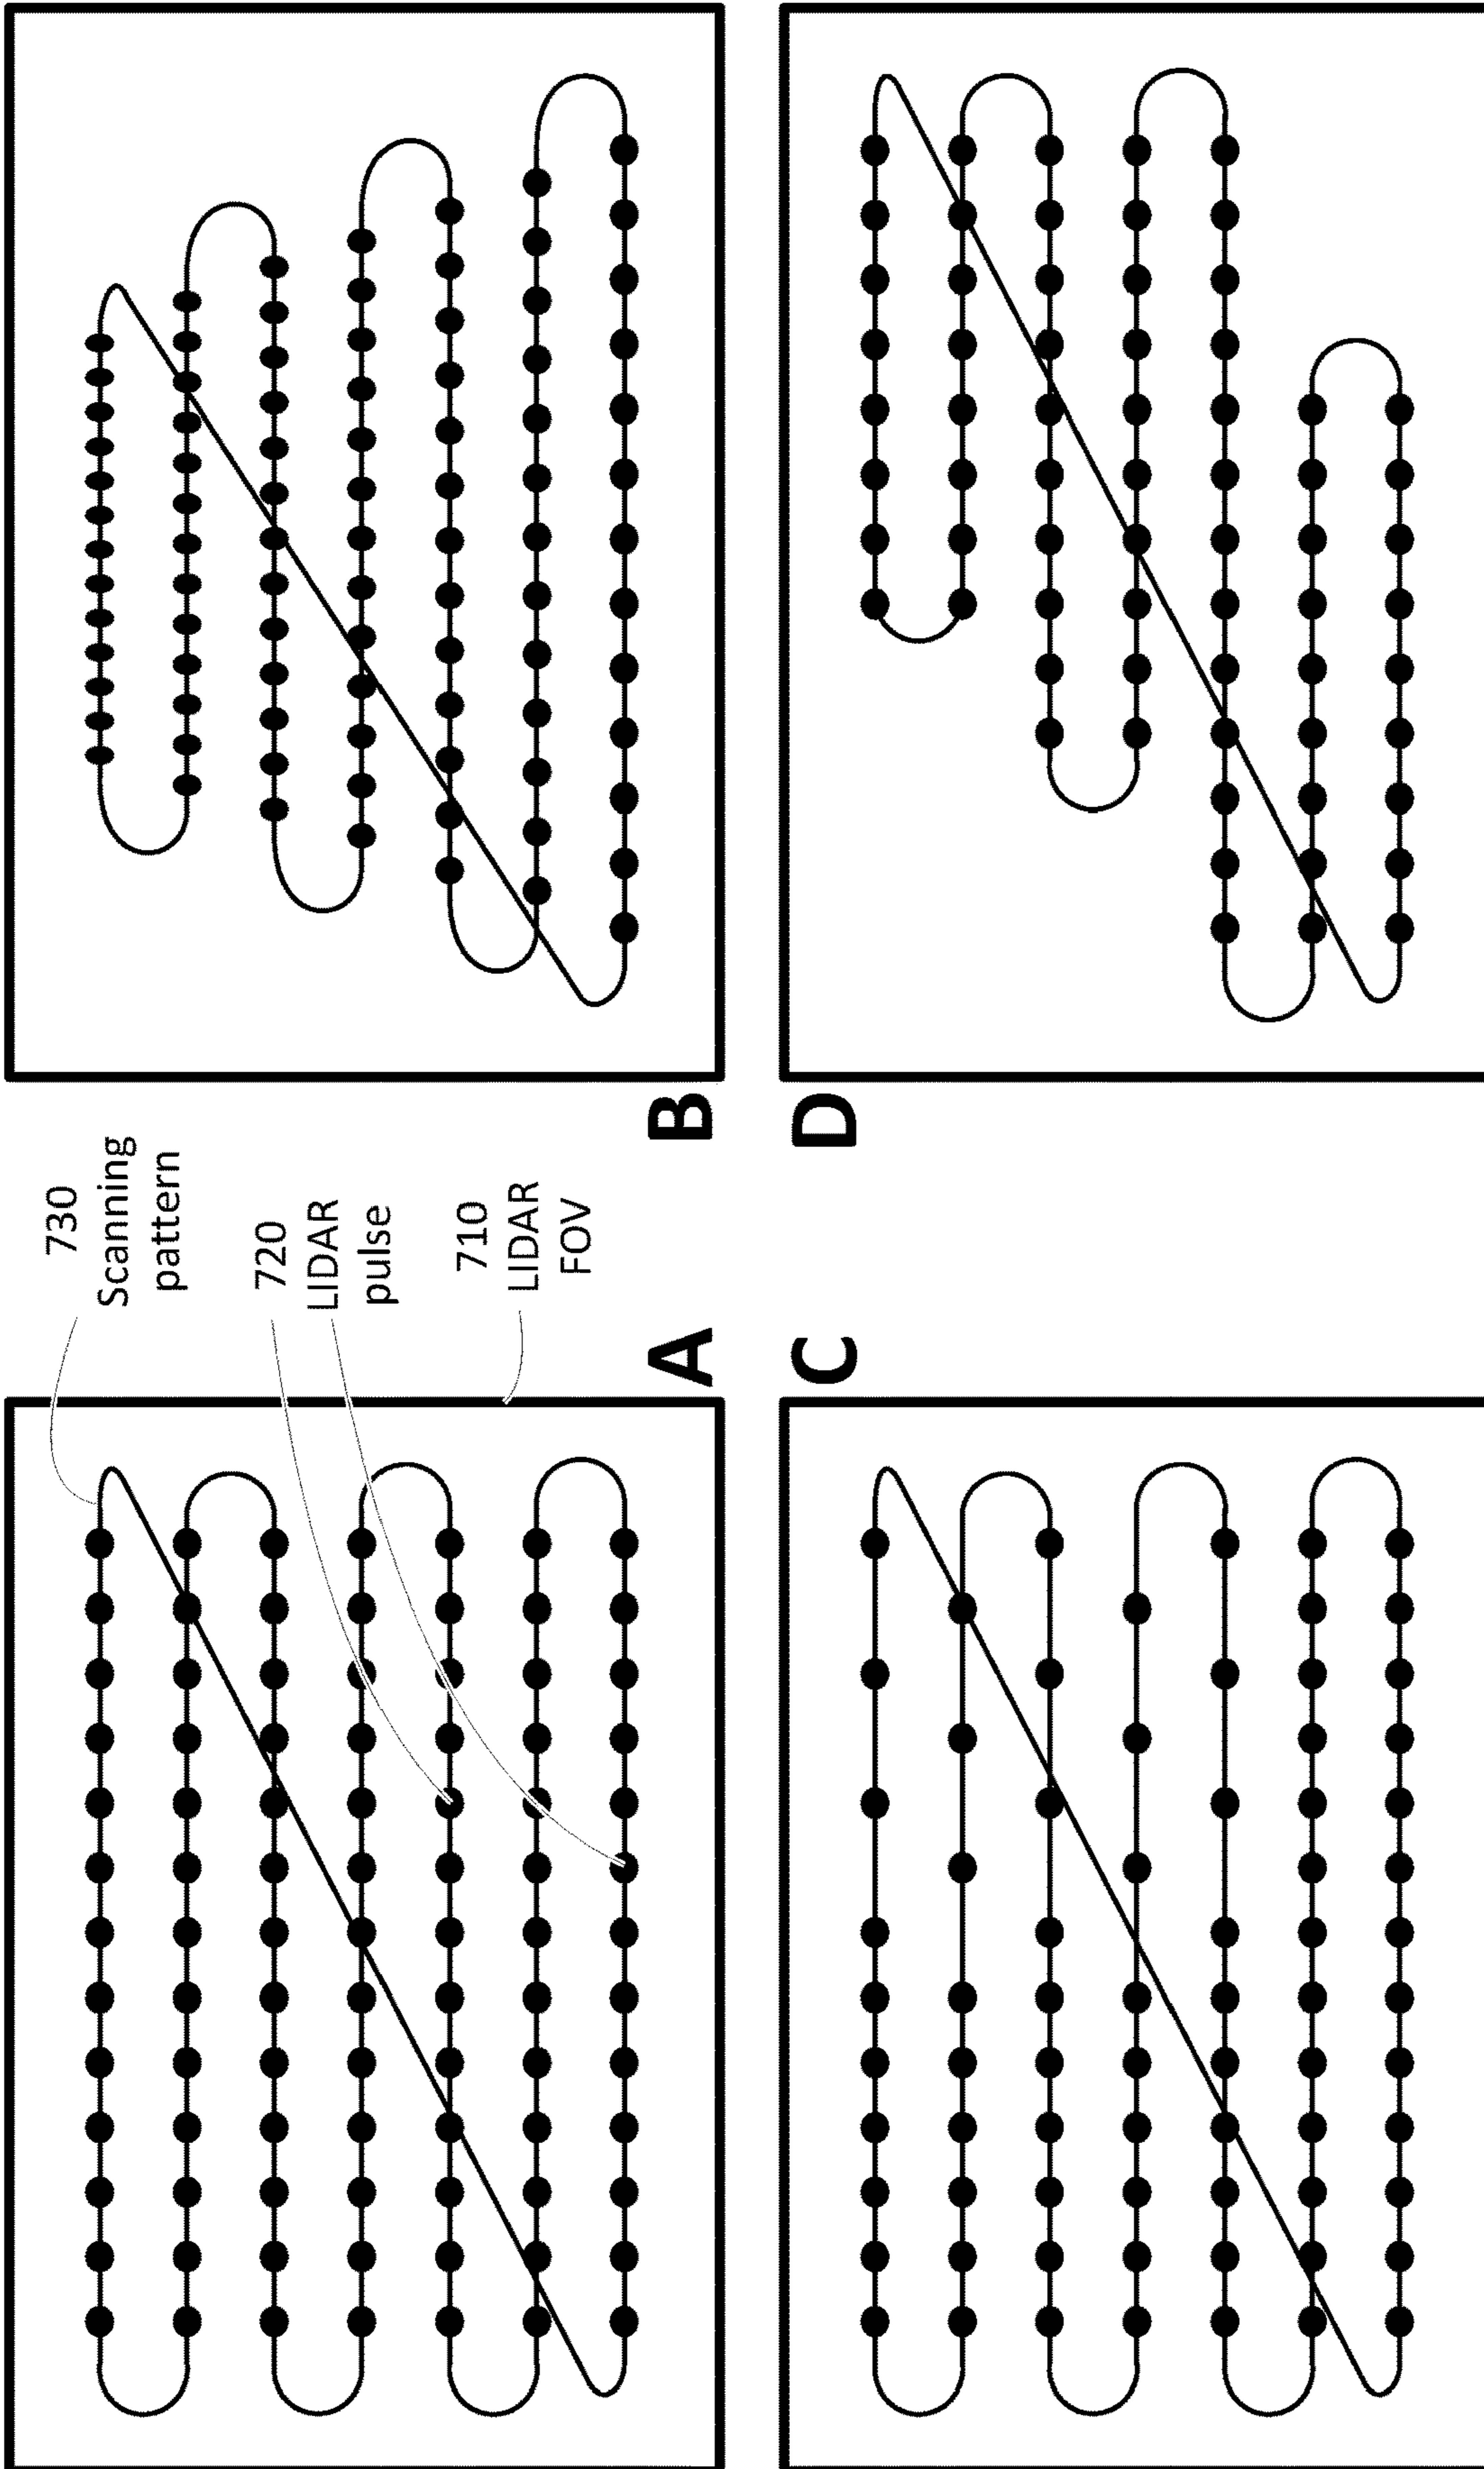 730
Scanning
pattern
720
LIDAR
pulse
710
LIDAR
FOV
A
B
C
D